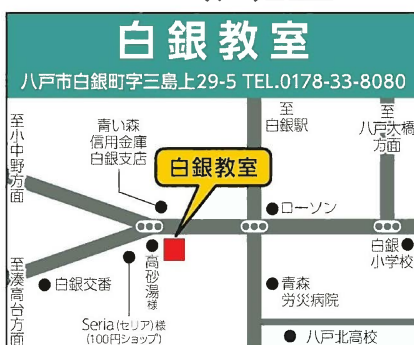 白銀教室
八戸市白銀町字三島上29-5 TEL.0178-33-8080
至小中野方面
青い森
信用金庫
白銀支店
至
白銀駅
至
八戸大橋
方面
白銀教室
ローソン
至湊高台方面
白銀交番
高砂湯様
白銀
小学校
Seria(セリア)様
(100円ショップ)
青森
労災病院
八戸北高校